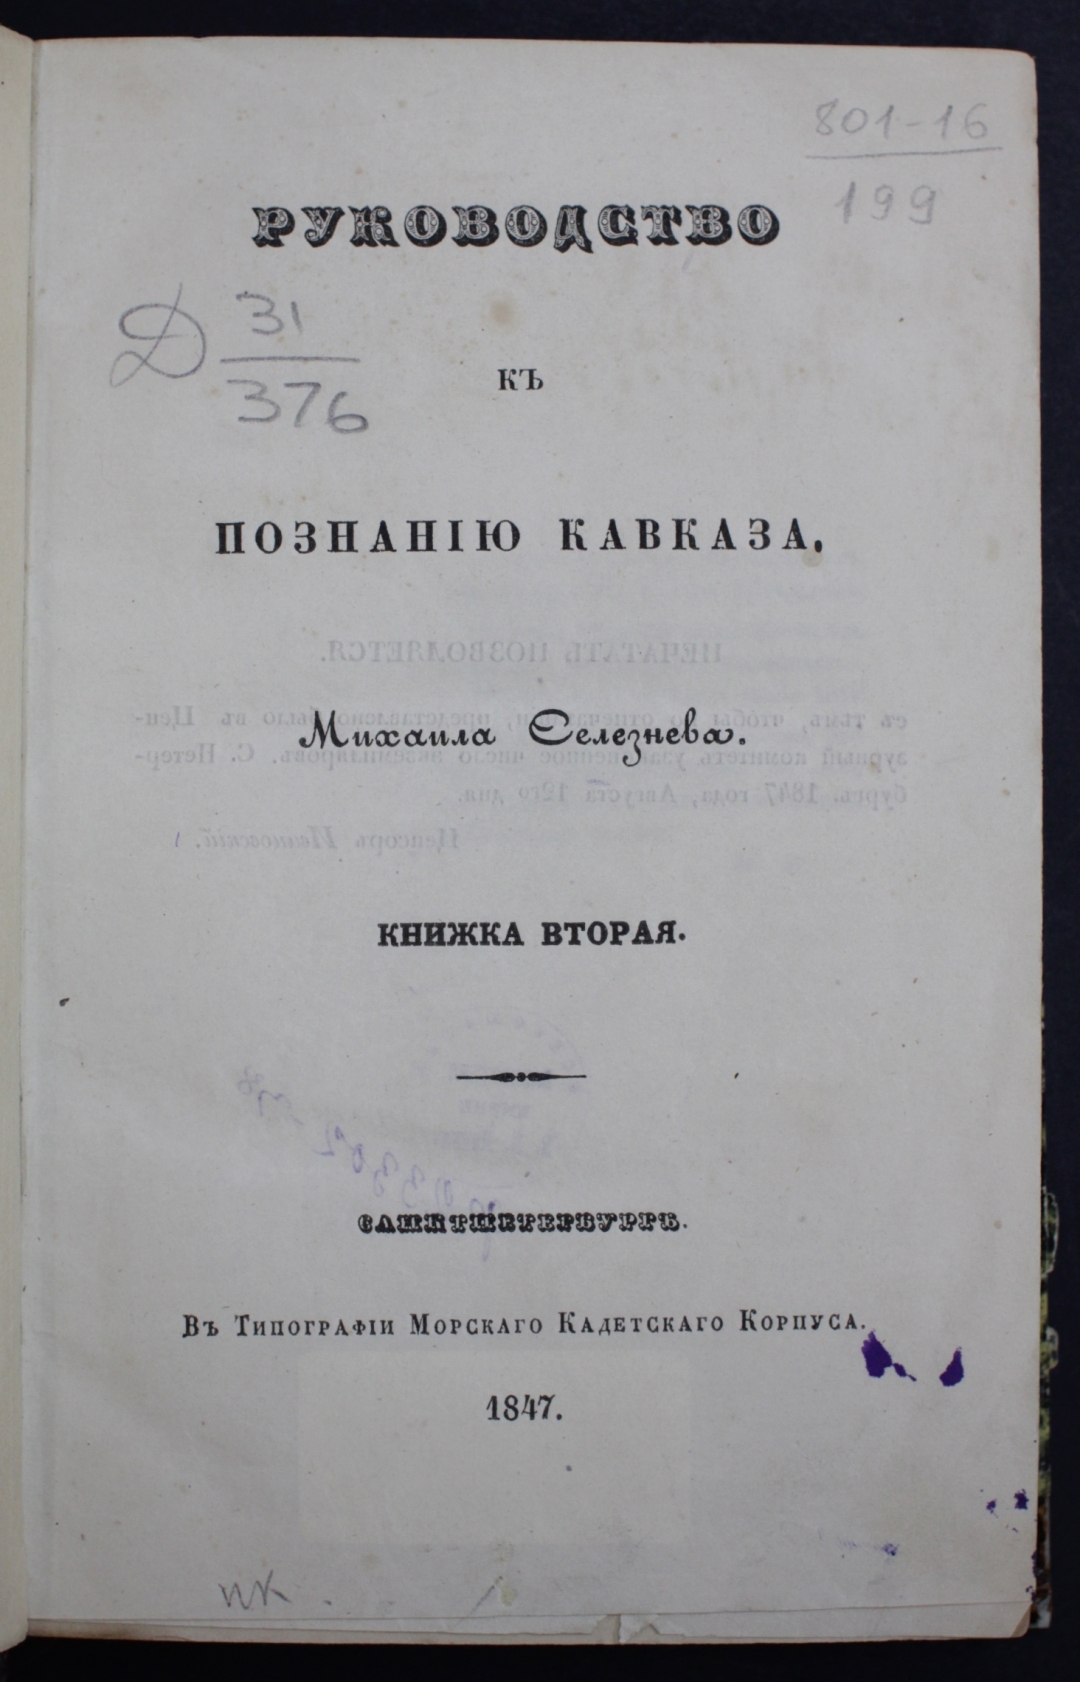 801-16
199
РУКОВОДСТВО
Д 31
376
КЪ
ПОЗНАНІЮ КАВКАЗА.
Михаила Селезнева.
КНИЖКА ВТОРАЯ.
САНКТПЕТЕРБУРГЪ.
Въ Типографіи Морскаго Кадетскаго Корпуса.
1847.
пк